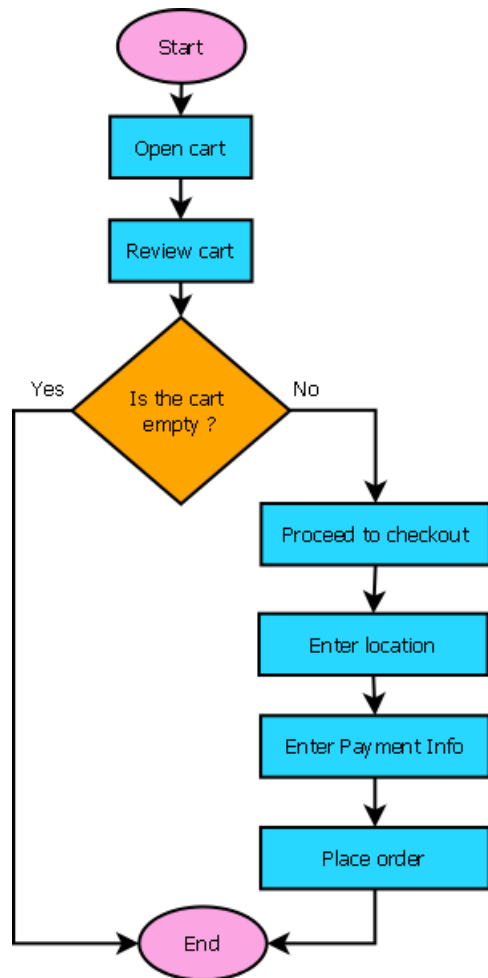 Start
Open cart
Review cart
Is the cart
empty ?
Yes
No
Proceed to checkout
Enter location
Enter Payment Info
Place order
End